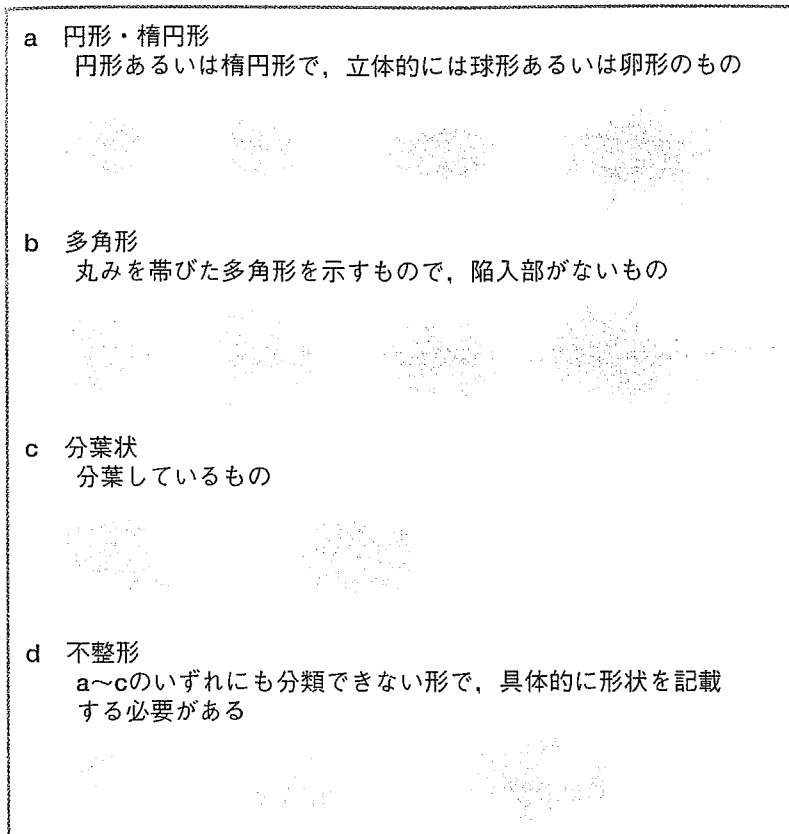 a 円形・楕円形
円形あるいは楕円形で，立体的には球形あるいは卵形のもの
b 多角形
丸みを帯びた多角形を示すもので，陥入部がないもの
c 分葉状
分葉しているもの
d 不整形
a〜cのいずれにも分類できない形で，具体的に形状を記載
する必要がある